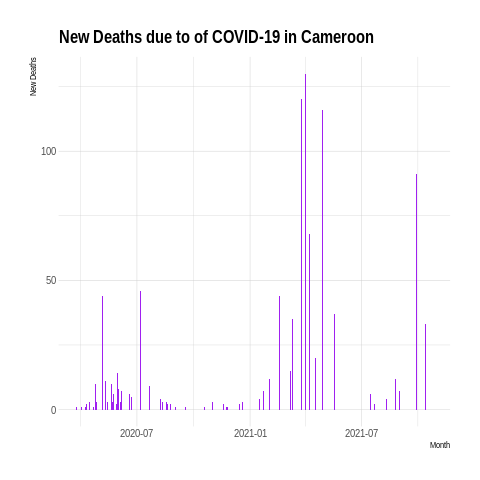 New Deaths due to of COVID-19 in Cameroon
New Deaths
100
50
0
2020-07
2021-01
2021-07
Month